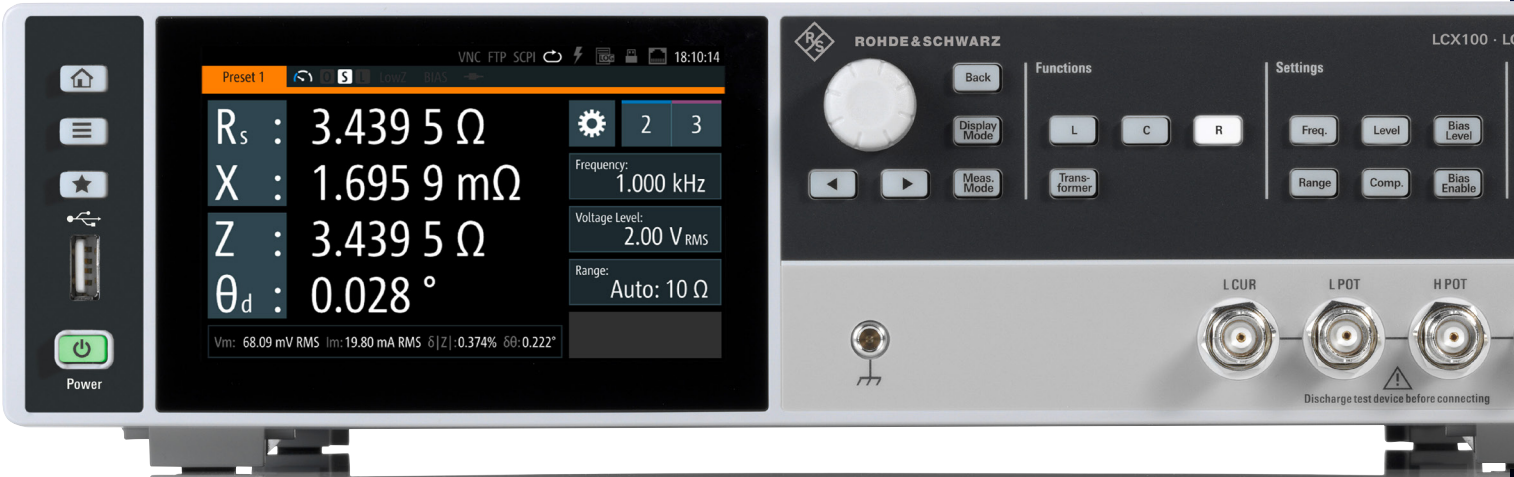 VNC FTP SCPI LOG 18:10:14
Preset 1 O S L LowZ BIAS
Rs : 3.439 5 Ω
X : 1.695 9 mΩ
Z : 3.439 5 Ω
θd : 0.028 °
Vm: 68.09 mV RMS Im: 19.80 mA RMS δ|Z|: 0.374% δθ: 0.222°
2 3
Frequency:
1.000 kHz
Voltage Level:
2.00 V RMS
Range:
Auto: 10 Ω
Power
R&S ROHDE&SCHWARZ
LCX100 · LC
Back
Display
Mode
Meas.
Mode
Functions
L C R
Trans-
former
Settings
Freq. Level Bias
Level
Range Comp. Bias
Enable
L CUR L POT H POT
Discharge test device before connecting